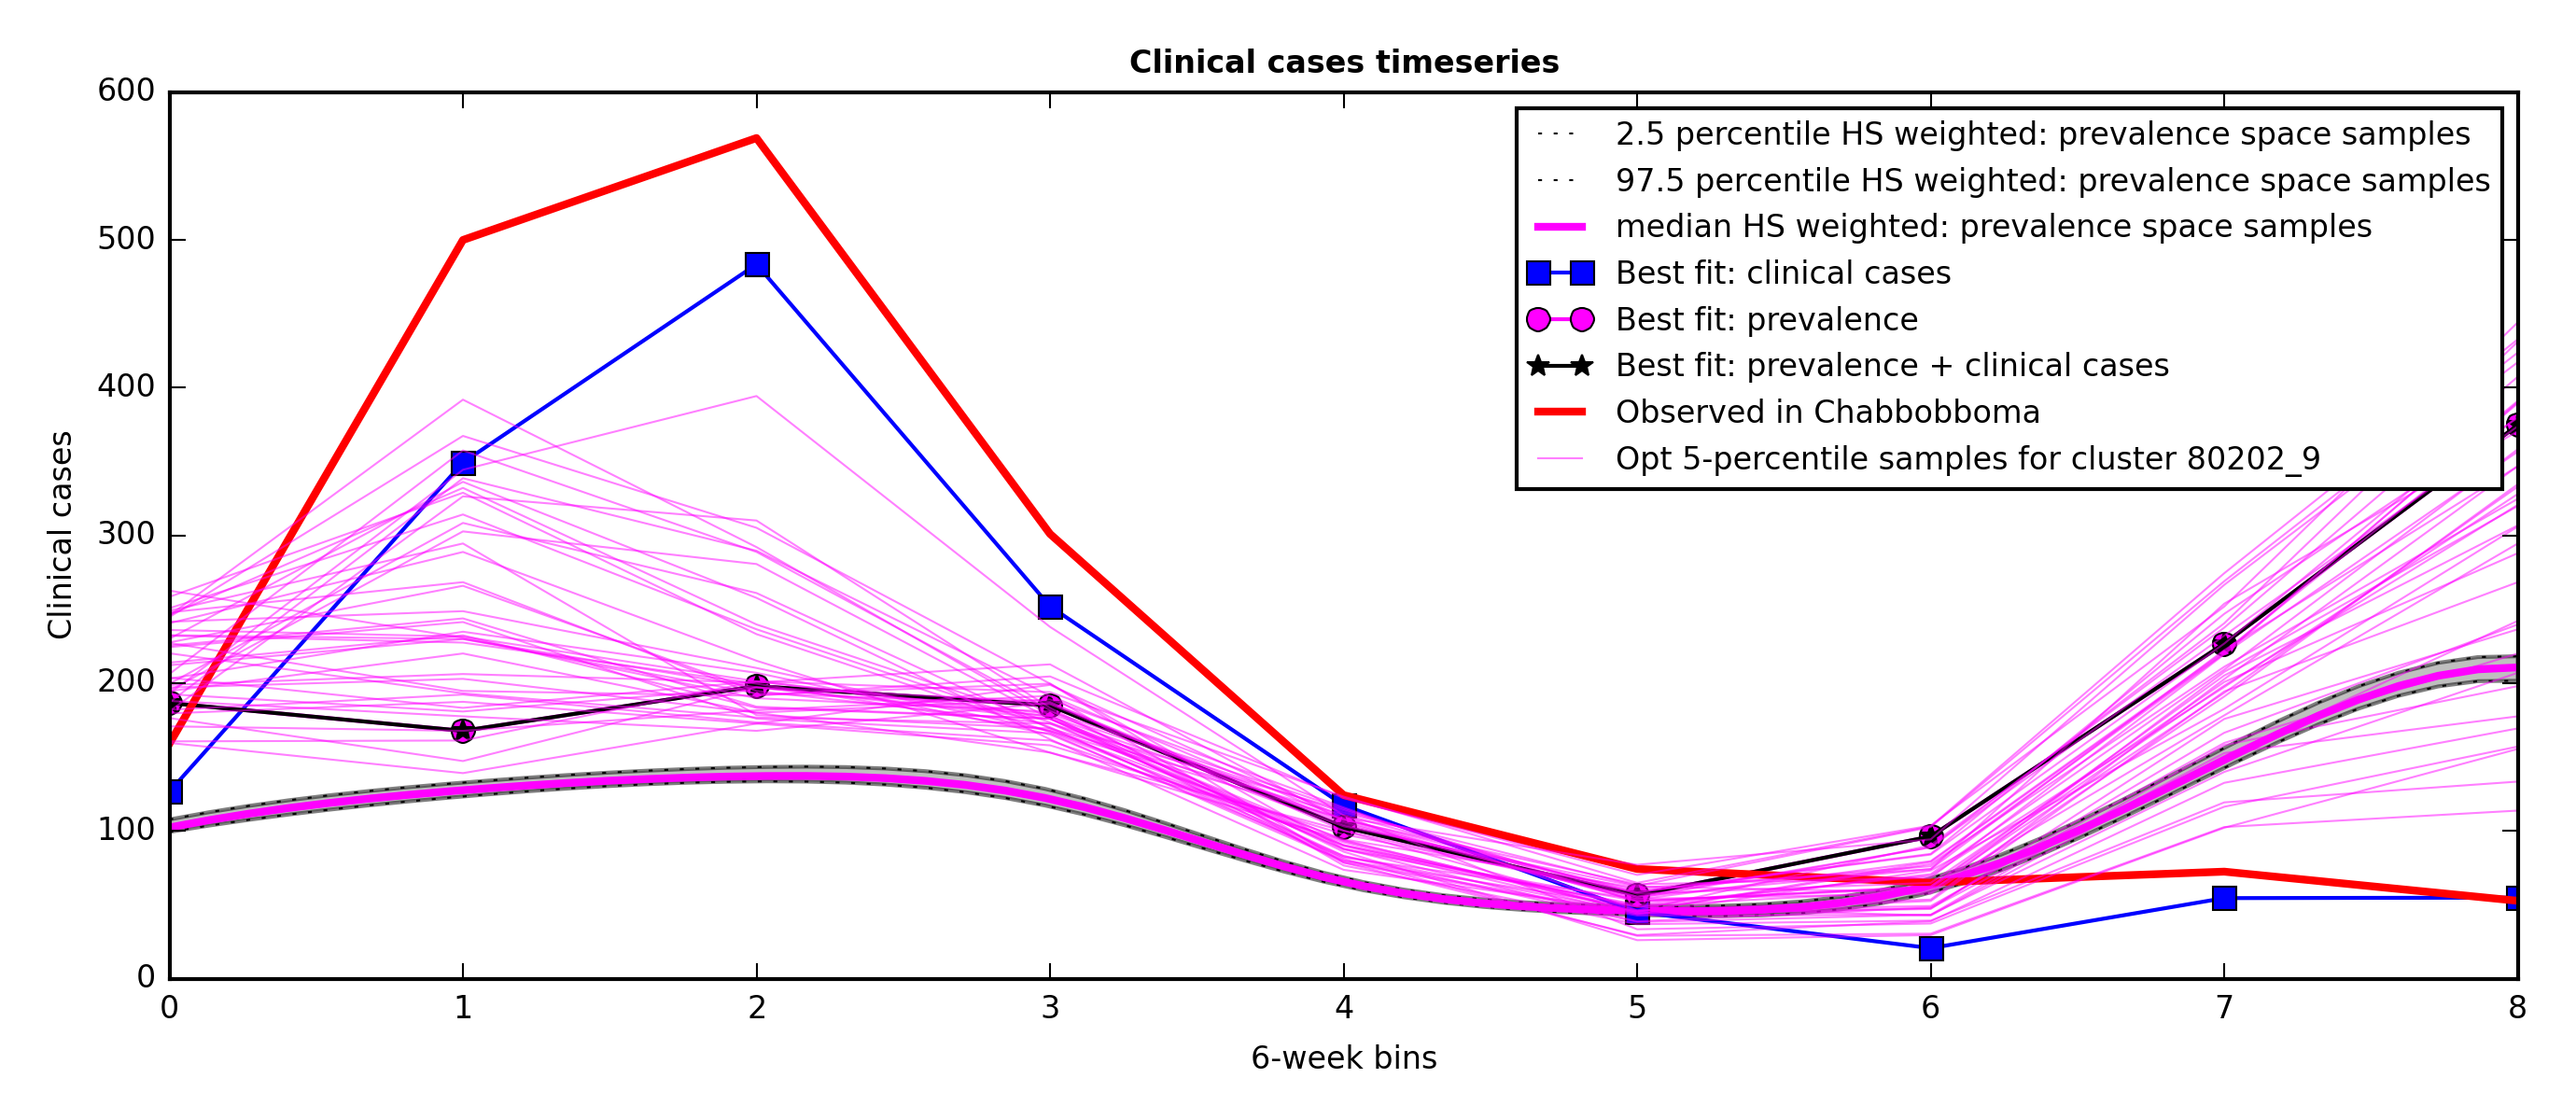 Clinical cases timeseries
600
500
400
300
200
100
0
Clinical cases
2.5 percentile HS weighted: prevalence space samples
97.5 percentile HS weighted: prevalence space samples
median HS weighted: prevalence space samples
Best fit: clinical cases
Best fit: prevalence
Best fit: prevalence + clinical cases
Observed in Chabbobboma
Opt 5-percentile samples for cluster 80202_9
0 1 2 3 4 5 6 7 8
6-week bins